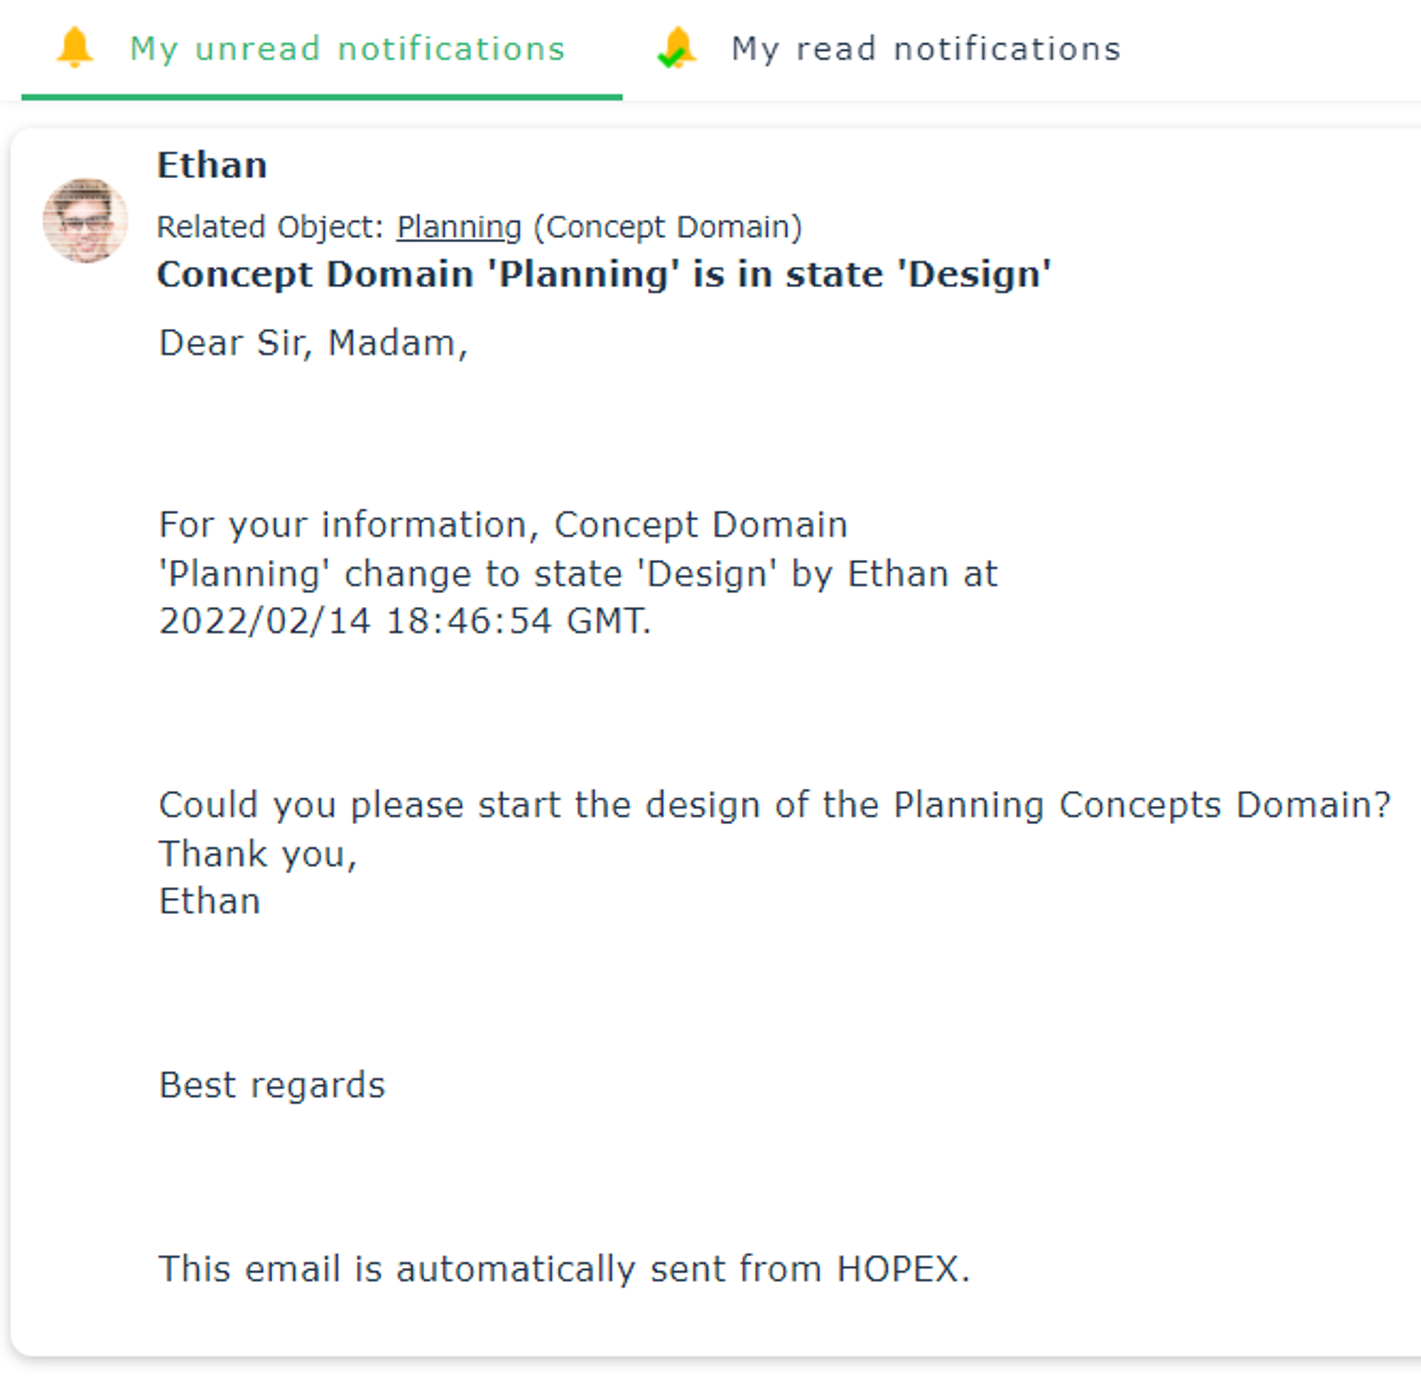 My unread notifications
My read notifications
Ethan
Related Object: Planning (Concept Domain)
Concept Domain 'Planning' is in state 'Design'
Dear Sir, Madam,
For your information, Concept Domain
'Planning' change to state 'Design' by Ethan at
2022/02/14 18:46:54 GMT.
Could you please start the design of the Planning Concepts Domain?
Thank you,
Ethan
Best regards
This email is automatically sent from HOPEX.